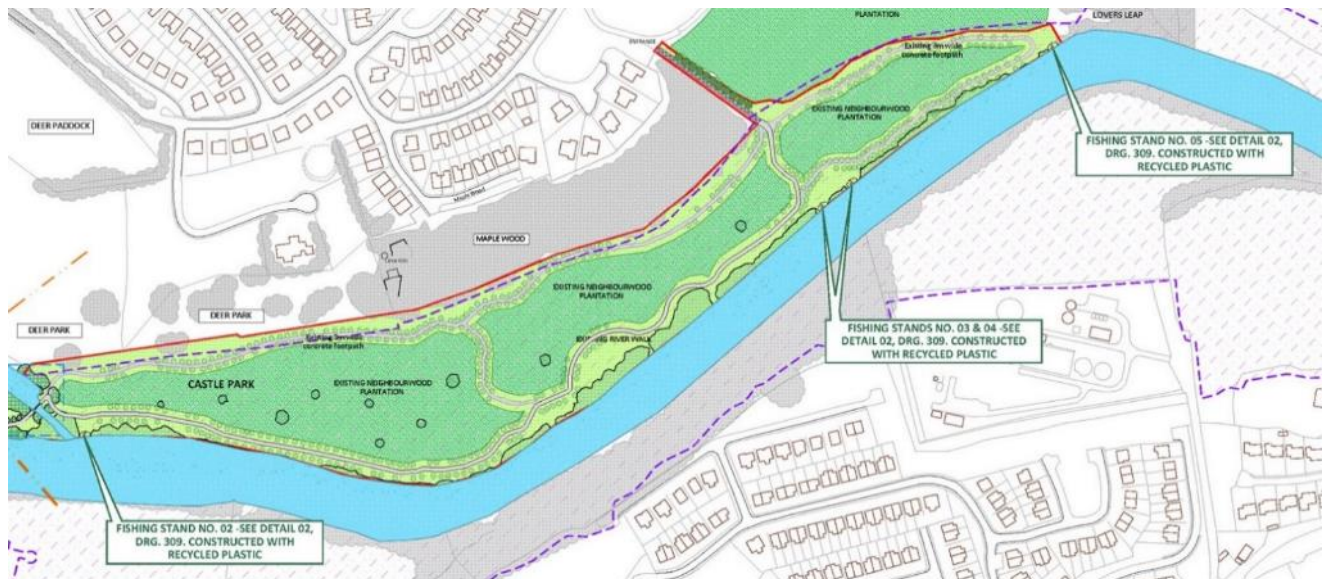 PLANTATION
LOVERS LEAP
ENTRANCE
Existing
concrete footpath
DEER PADDOCK
EXISTING NEIGHBOURWOOD
PLANTATION
FISHING STAND NO. 05 -SEE DETAIL 02,
DRG. 309. CONSTRUCTED WITH
RECYCLED PLASTIC
MAPLE WOOD
EXISTING NEIGHBOURWOOD
PLANTATION
DEER PARK
DEER PARK
FISHING STANDS NO. 03 & 04 -SEE
DETAIL 02, DRG. 309. CONSTRUCTED
WITH RECYCLED PLASTIC
concrete footpath
RIVER WALK
CASTLE PARK
EXISTING NEIGHBOURWOOD
PLANTATION
FISHING STAND NO. 02 -SEE DETAIL 02,
DRG. 309. CONSTRUCTED WITH
RECYCLED PLASTIC